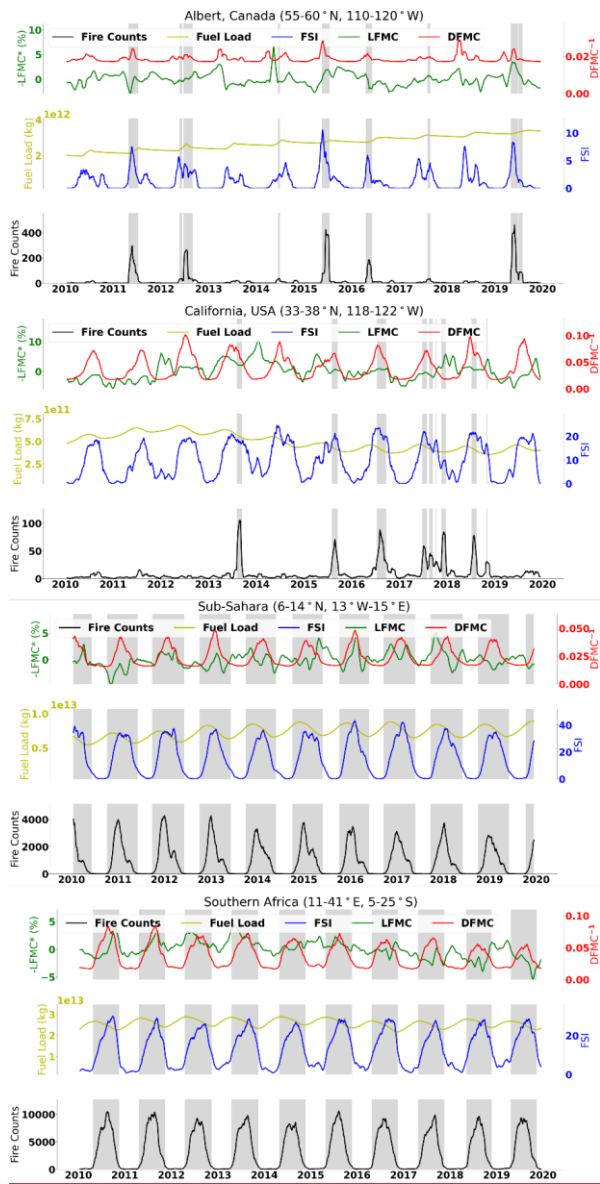 Albert, Canada (55-60°N, 110-120°W)
Fire Counts Fuel Load FSI LFMC DFMC
-LFMC* (%)
10
5
0
DFMC⁻¹
0.02
0.00
1e12
Fuel Load (kg)
4
2
FSI
10
5
0
Fire Counts
400
200
0
2010 2011 2012 2013 2014 2015 2016 2017 2018 2019 2020
California, USA (33-38°N, 118-122°W)
Fire Counts Fuel Load FSI LFMC DFMC
-LFMC* (%)
10
0
DFMC⁻¹
0.10
0.05
0.00
1e11
Fuel Load (kg)
7.5
5.0
2.5
FSI
20
10
0
Fire Counts
100
50
0
2010 2011 2012 2013 2014 2015 2016 2017 2018 2019 2020
Sub-Sahara (6-14°N, 13°W-15°E)
Fire Counts Fuel Load FSI LFMC DFMC
-LFMC* (%)
5
0
DFMC⁻¹
0.050
0.025
0.000
1e13
Fuel Load (kg)
1.0
0.5
FSI
40
20
0
Fire Counts
4000
2000
0
2010 2011 2012 2013 2014 2015 2016 2017 2018 2019 2020
Southern Africa (11-41°E, 5-25°S)
Fire Counts Fuel Load FSI LFMC DFMC
-LFMC* (%)
5
0
−5
DFMC⁻¹
0.10
0.05
0.00
1e13
Fuel Load (kg)
3
2
1
FSI
20
0
Fire Counts
10000
5000
0
2010 2011 2012 2013 2014 2015 2016 2017 2018 2019 2020